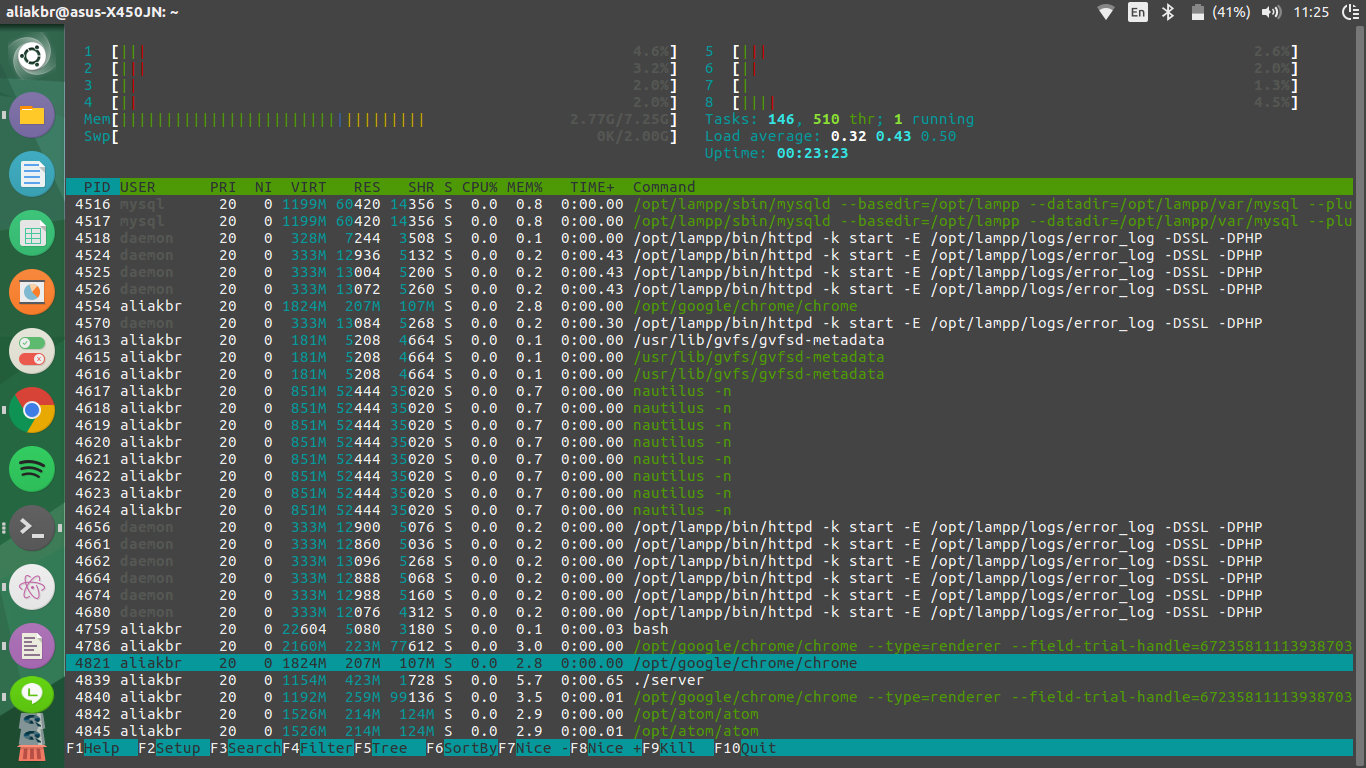 aliakbr@asus-X450JN: ~ En (41%) 11:25
1 [||| 4.6%] 5 [||| 2.6%]
2 [||| 3.2%] 6 [|| 2.0%]
3 [|| 2.0%] 7 [| 1.3%]
4 [|| 2.0%] 8 [|||| 4.5%]
Mem[|||||||||||||||||||||||||||||||||| 2.77G/7.25G] Tasks: 146, 510 thr; 1 running
Swp[ 0K/2.00G] Load average: 0.32 0.43 0.50
Uptime: 00:23:23
PID USER PRI NI VIRT RES SHR S CPU% MEM% TIME+ Command
4516 mysql 20 0 1199M 60420 14356 S 0.0 0.8 0:00.00 /opt/lampp/sbin/mysqld --basedir=/opt/lampp --datadir=/opt/lampp/var/mysql --plu
4517 mysql 20 0 1199M 60420 14356 S 0.0 0.8 0:00.00 /opt/lampp/sbin/mysqld --basedir=/opt/lampp --datadir=/opt/lampp/var/mysql --plu
4518 daemon 20 0 328M 7244 3508 S 0.0 0.1 0:00.00 /opt/lampp/bin/httpd -k start -E /opt/lampp/logs/error_log -DSSL -DPHP
4524 daemon 20 0 333M 12936 5132 S 0.0 0.2 0:00.43 /opt/lampp/bin/httpd -k start -E /opt/lampp/logs/error_log -DSSL -DPHP
4525 daemon 20 0 333M 13004 5200 S 0.0 0.2 0:00.43 /opt/lampp/bin/httpd -k start -E /opt/lampp/logs/error_log -DSSL -DPHP
4526 daemon 20 0 333M 13072 5260 S 0.0 0.2 0:00.43 /opt/lampp/bin/httpd -k start -E /opt/lampp/logs/error_log -DSSL -DPHP
4554 aliakbr 20 0 1824M 207M 107M S 0.0 2.8 0:00.00 /opt/google/chrome/chrome
4570 daemon 20 0 333M 13084 5268 S 0.0 0.2 0:00.30 /opt/lampp/bin/httpd -k start -E /opt/lampp/logs/error_log -DSSL -DPHP
4613 aliakbr 20 0 181M 5208 4664 S 0.0 0.1 0:00.00 /usr/lib/gvfs/gvfsd-metadata
4615 aliakbr 20 0 181M 5208 4664 S 0.0 0.1 0:00.00 /usr/lib/gvfs/gvfsd-metadata
4616 aliakbr 20 0 181M 5208 4664 S 0.0 0.1 0:00.00 /usr/lib/gvfs/gvfsd-metadata
4617 aliakbr 20 0 851M 52444 35020 S 0.0 0.7 0:00.00 nautilus -n
4618 aliakbr 20 0 851M 52444 35020 S 0.0 0.7 0:00.00 nautilus -n
4619 aliakbr 20 0 851M 52444 35020 S 0.0 0.7 0:00.00 nautilus -n
4620 aliakbr 20 0 851M 52444 35020 S 0.0 0.7 0:00.00 nautilus -n
4621 aliakbr 20 0 851M 52444 35020 S 0.0 0.7 0:00.00 nautilus -n
4622 aliakbr 20 0 851M 52444 35020 S 0.0 0.7 0:00.00 nautilus -n
4623 aliakbr 20 0 851M 52444 35020 S 0.0 0.7 0:00.00 nautilus -n
4624 aliakbr 20 0 851M 52444 35020 S 0.0 0.7 0:00.00 nautilus -n
4656 daemon 20 0 333M 12900 5076 S 0.0 0.2 0:00.00 /opt/lampp/bin/httpd -k start -E /opt/lampp/logs/error_log -DSSL -DPHP
4661 daemon 20 0 333M 12860 5036 S 0.0 0.2 0:00.00 /opt/lampp/bin/httpd -k start -E /opt/lampp/logs/error_log -DSSL -DPHP
4662 daemon 20 0 333M 13096 5268 S 0.0 0.2 0:00.00 /opt/lampp/bin/httpd -k start -E /opt/lampp/logs/error_log -DSSL -DPHP
4664 daemon 20 0 333M 12888 5068 S 0.0 0.2 0:00.00 /opt/lampp/bin/httpd -k start -E /opt/lampp/logs/error_log -DSSL -DPHP
4674 daemon 20 0 333M 12988 5160 S 0.0 0.2 0:00.00 /opt/lampp/bin/httpd -k start -E /opt/lampp/logs/error_log -DSSL -DPHP
4680 daemon 20 0 333M 12076 4312 S 0.0 0.2 0:00.00 /opt/lampp/bin/httpd -k start -E /opt/lampp/logs/error_log -DSSL -DPHP
4759 aliakbr 20 0 22604 5080 3180 S 0.0 0.1 0:00.03 bash
4786 aliakbr 20 0 2160M 223M 77612 S 0.0 3.0 0:00.00 /opt/google/chrome/chrome --type=renderer --field-trial-handle=67235811113938703
4821 aliakbr 20 0 1824M 207M 107M S 0.0 2.8 0:00.00 /opt/google/chrome/chrome
4839 aliakbr 20 0 1154M 423M 1728 S 0.0 5.7 0:00.65 ./server
4840 aliakbr 20 0 1192M 259M 99136 S 0.0 3.5 0:00.01 /opt/google/chrome/chrome --type=renderer --field-trial-handle=67235811113938703
4842 aliakbr 20 0 1526M 214M 124M S 0.0 2.9 0:00.00 /opt/atom/atom
4845 aliakbr 20 0 1526M 214M 124M S 0.0 2.9 0:00.01 /opt/atom/atom
F1Help F2Setup F3SearchF4FilterF5Tree F6SortByF7Nice -F8Nice +F9Kill F10Quit